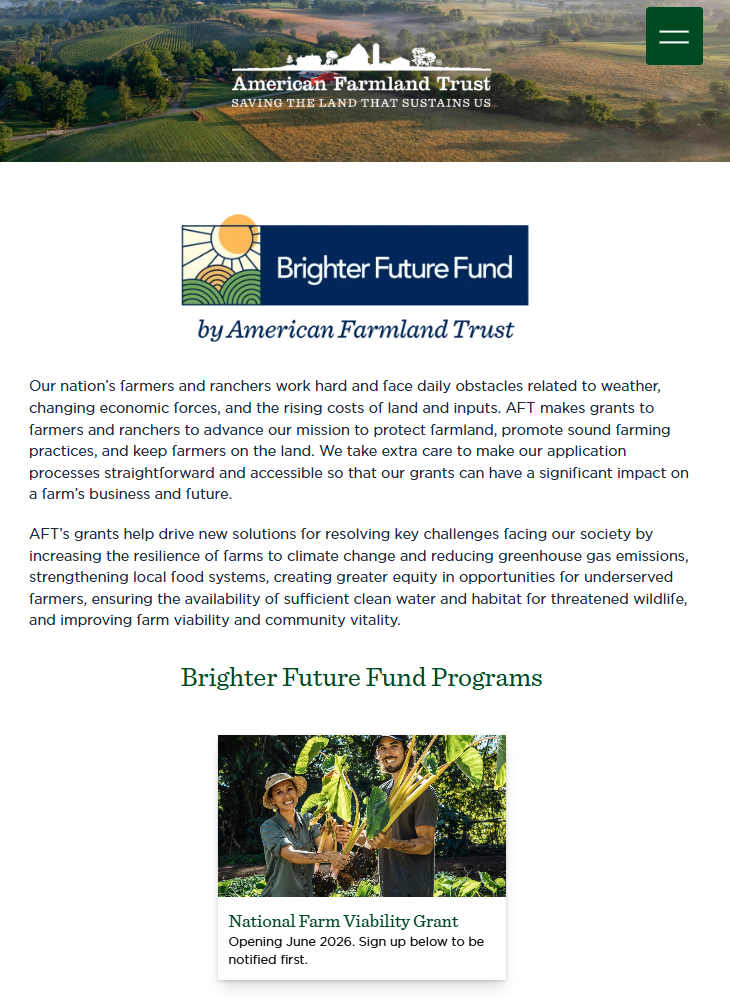 American Farmland Trust
SAVING THE LAND THAT SUSTAINS US
Brighter Future Fund
by American Farmland Trust
Our nation's farmers and ranchers work hard and face daily obstacles related to weather,
changing economic forces, and the rising costs of land and inputs. AFT makes grants to
farmers and ranchers to advance our mission to protect farmland, promote sound farming
practices, and keep farmers on the land. We take extra care to make our application
processes straightforward and accessible so that our grants can have a significant impact on
a farm's business and future.
AFT's grants help drive new solutions for resolving key challenges facing our society by
increasing the resilience of farms to climate change and reducing greenhouse gas emissions,
strengthening local food systems, creating greater equity in opportunities for underserved
farmers, ensuring the availability of sufficient clean water and habitat for threatened wildlife,
and improving farm viability and community vitality.
Brighter Future Fund Programs
National Farm Viability Grant
Opening June 2026. Sign up below to be
notified first.